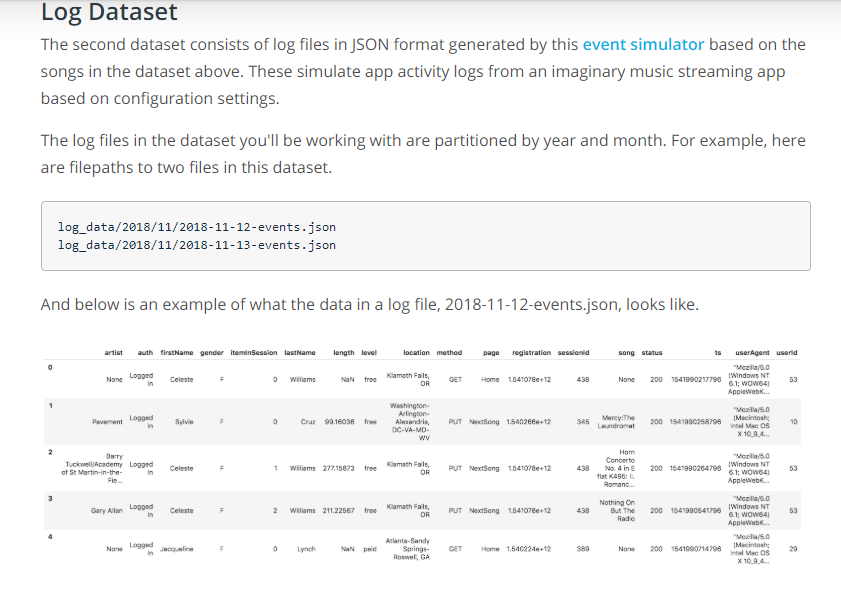 Log Dataset
The second dataset consists of log files in JSON format generated by this event simulator based on the
songs in the dataset above. These simulate app activity logs from an imaginary music streaming app
based on configuration settings.
The log files in the dataset you'll be working with are partitioned by year and month. For example, here
are filepaths to two files in this dataset.
log_data/2018/11/2018-11-12-events.json
log_data/2018/11/2018-11-13-events.json
And below is an example of what the data in a log file, 2018-11-12-events.json, looks like.
artist auth firstName gender itemInSession lastName length level location method page registration sessionId song status ts userAgent userId
0 None Logged In Celeste F 0 Williams NaN free Klamath Falls, OR GET Home 1.541078e+12 438 None 200 1541990217796 "Mozilla/5.0 (Windows NT 6.1; WOW64) AppleWebK... 53
1 Pavement Logged In Sylvie F 0 Cruz 99.16036 free Washington-Arlington-Alexandria, DC-VA-MD-WV PUT NextSong 1.540266e+12 345 Mercy:The Laundromat 200 1541990258796 "Mozilla/5.0 (Macintosh; Intel Mac OS X 10_9_4... 10
2 Barry Tuckwell/Academy of St Martin-in-the-Fie... Logged In Celeste F 1 Williams 277.15873 free Klamath Falls, OR PUT NextSong 1.541078e+12 438 Horn Concerto No. 4 in E flat K495: II. Romanc... 200 1541990264796 "Mozilla/5.0 (Windows NT 6.1; WOW64) AppleWebK... 53
3 Gary Allan Logged In Celeste F 2 Williams 211.22567 free Klamath Falls, OR PUT NextSong 1.541078e+12 438 Nothing On But The Radio 200 1541990541796 "Mozilla/5.0 (Windows NT 6.1; WOW64) AppleWebK... 53
4 None Logged In Jacqueline F 0 Lynch NaN paid Atlanta-Sandy Springs-Roswell, GA GET Home 1.540224e+12 389 None 200 1541990714796 "Mozilla/5.0 (Macintosh; Intel Mac OS X 10_9_4... 29